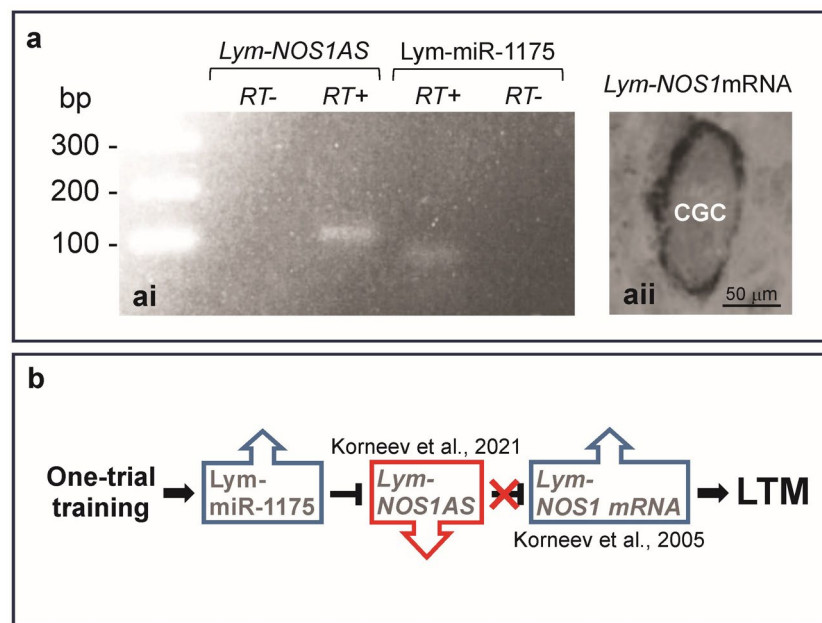 a
Lym-NOS1AS Lym-miR-1175
bp RT- RT+ RT+ RT- Lym-NOS1mRNA
300 -
200 -
100 -
CGC
ai aii 50 μm
b
Korneev et al., 2021
One-trial Lym- Lym- Lym- LTM
training miR-1175 NOS1AS NOS1 mRNA
Korneev et al., 2005